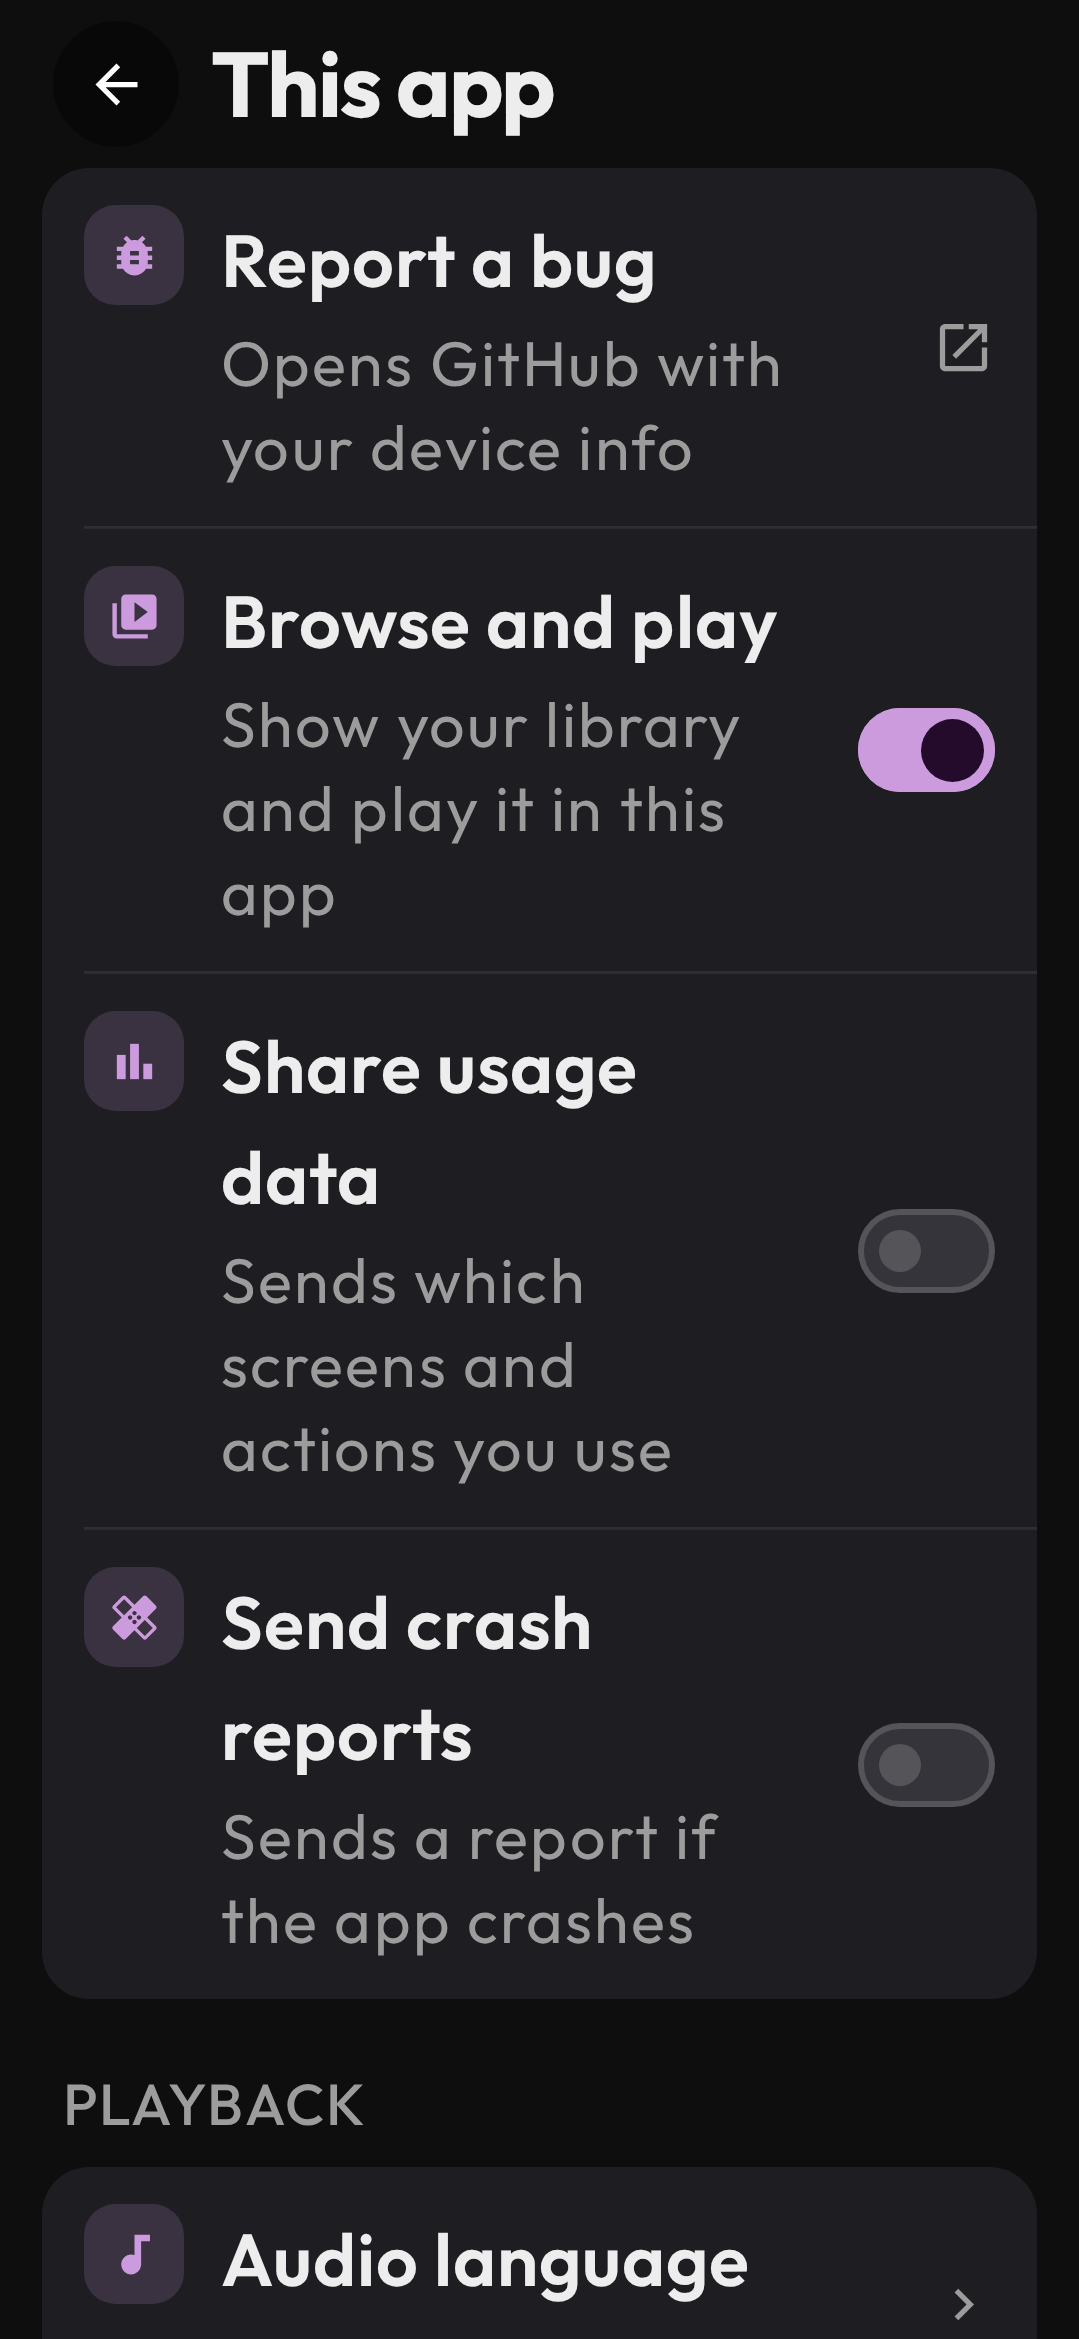 This app
Report a bug
Opens GitHub with
your device info
Browse and play
Show your library
and play it in this
app
Share usage
data
Sends which
screens and
actions you use
Send crash
reports
Sends a report if
the app crashes
PLAYBACK
Audio language